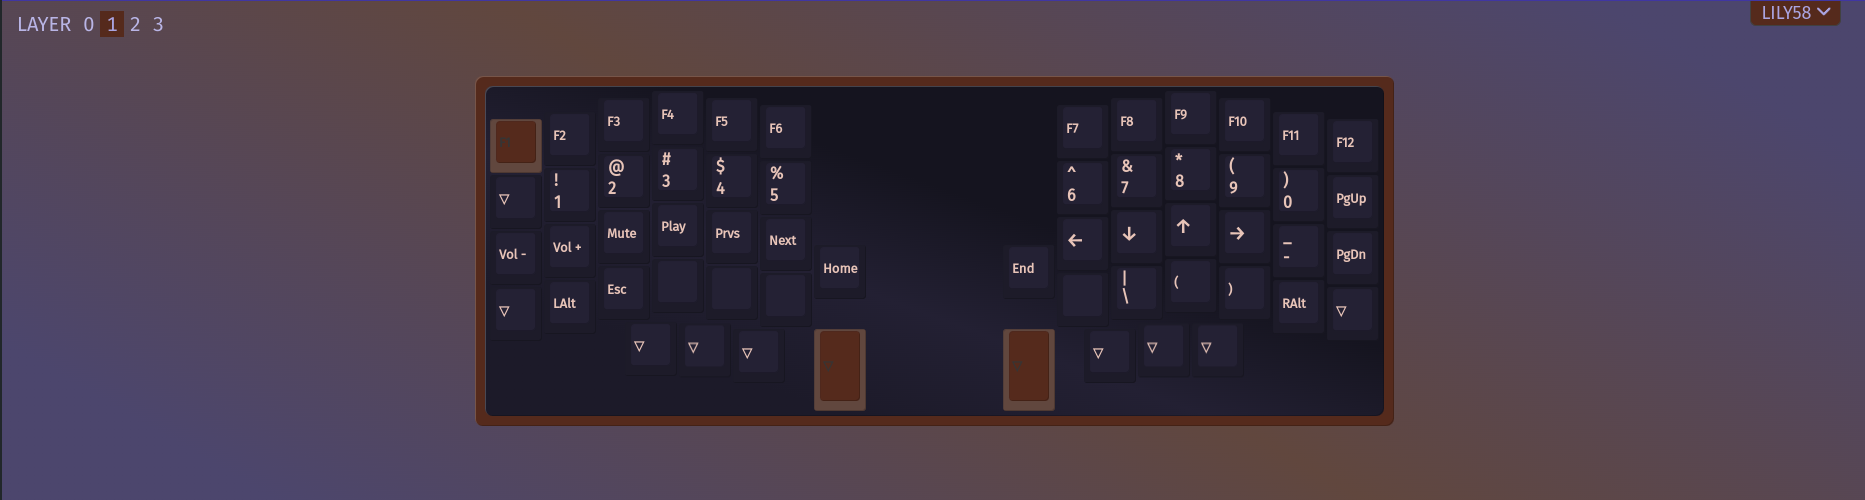 LAYER 0 1 2 3
LILY58
F2 F3 F4 F5 F6 F7 F8 F9 F10 F11 F12
! @ # $ % ^ & * ( )
▽ 1 2 3 4 5 6 7 8 9 0 PgUp
Vol - Vol + Mute Play Prvs Next ← ↓ ↑ → _ PgDn
-
Home End
▽ LAlt Esc | ( ) RAlt ▽
\
▽ ▽ ▽ ▽ ▽ ▽